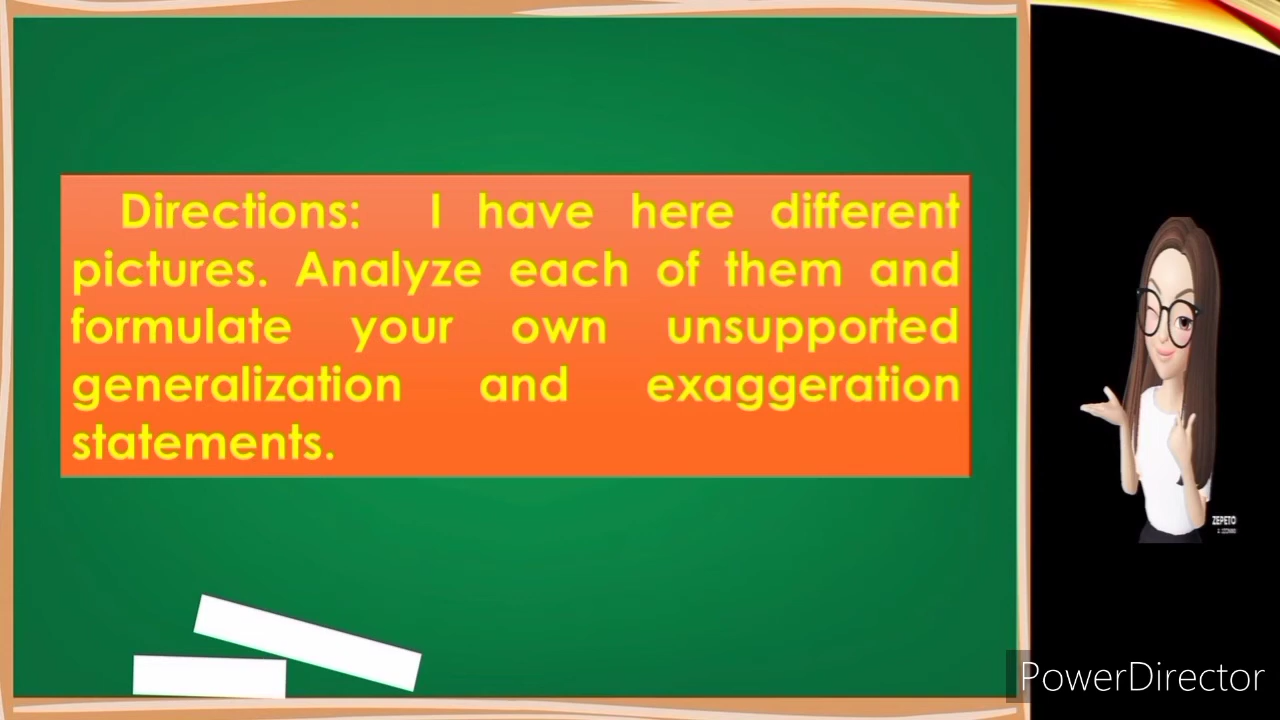 Directions: I have here different
pictures. Analyze each of them and
formulate your own unsupported
generalization and exaggeration
statements.
ZEPETO
PowerDirector